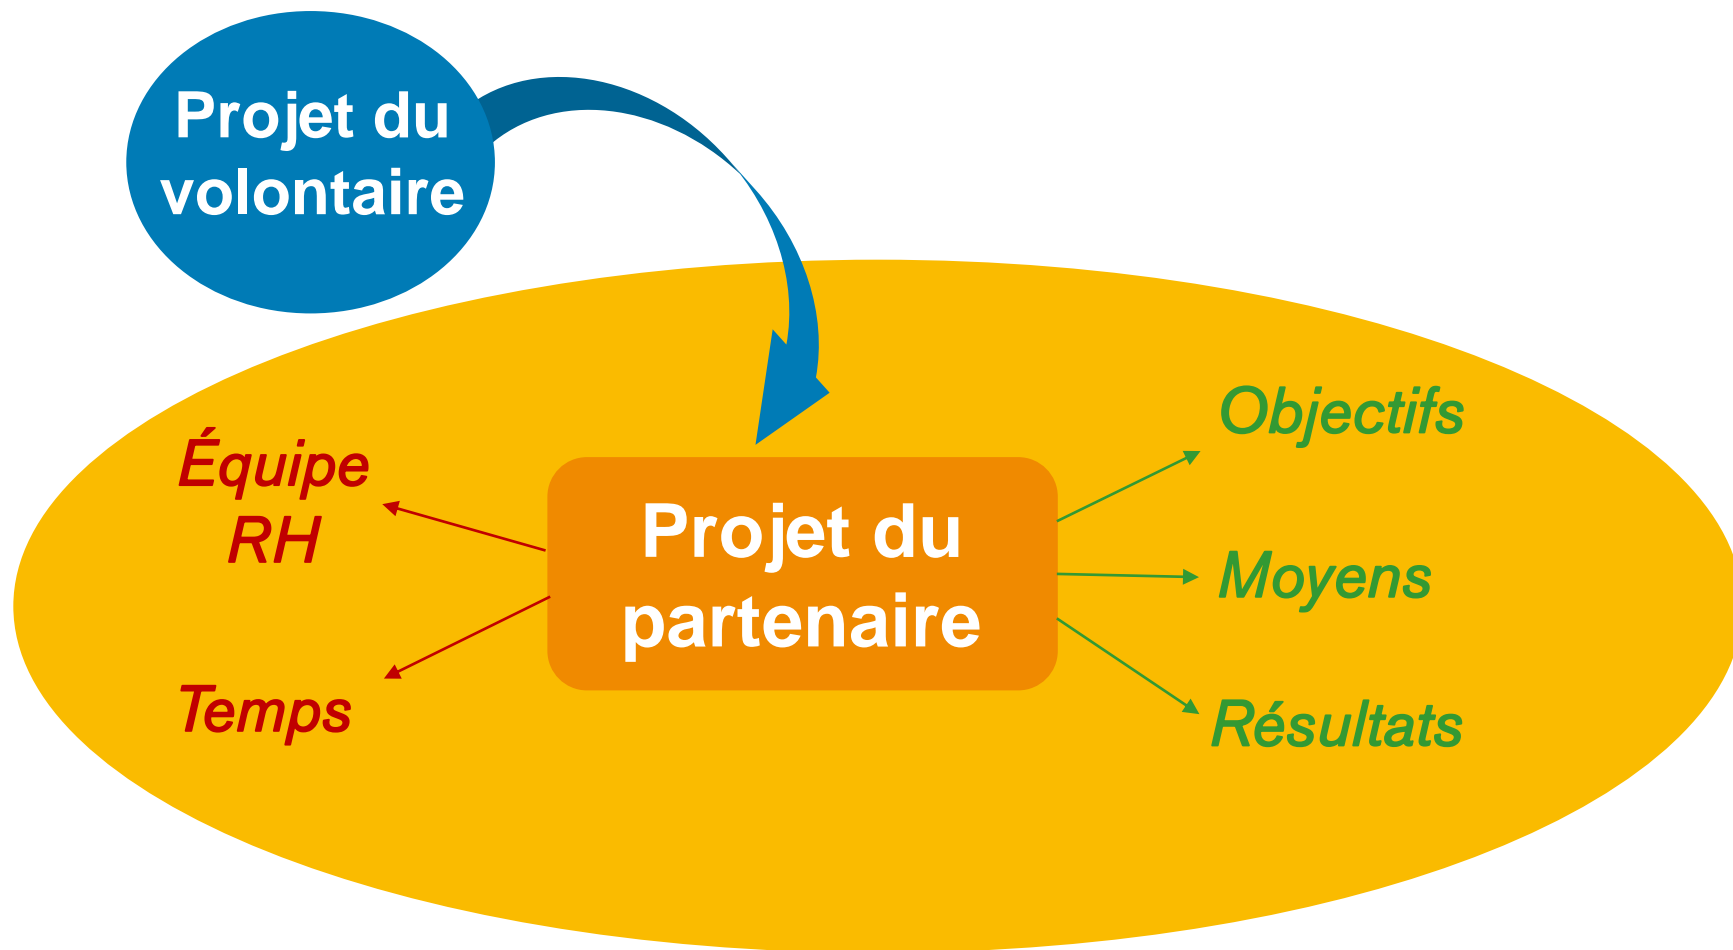 Projet du
volontaire
Équipe
RH
Temps
Projet du
partenaire
Objectifs
Moyens
Résultats